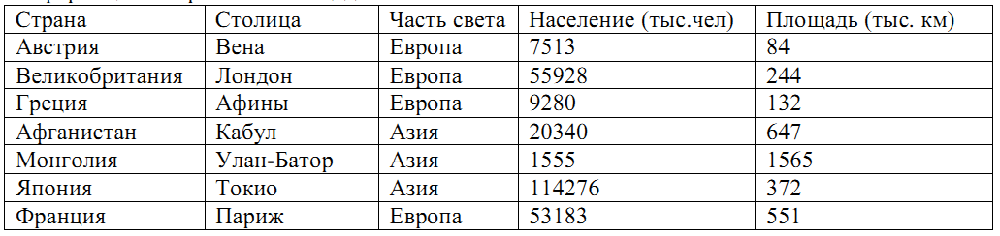 Страна Столица Часть света Население (тыс.чел) Площадь (тыс. км)
Австрия Вена Европа 7513 84
Великобритания Лондон Европа 55928 244
Греция Афины Европа 9280 132
Афганистан Кабул Азия 20340 647
Монголия Улан-Батор Азия 1555 1565
Япония Токио Азия 114276 372
Франция Париж Европа 53183 551